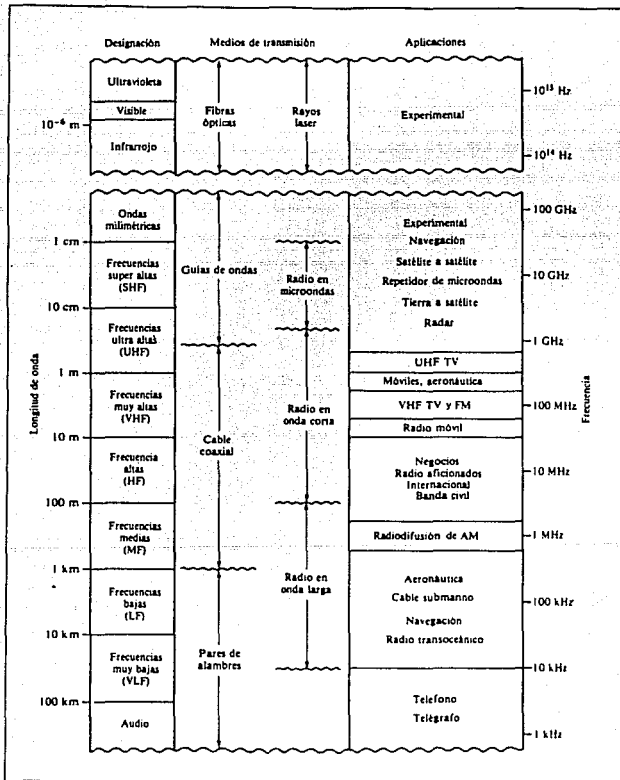 Designación
Medios de transmisión
Aplicaciones
Ultravioleta
Visible
Infrarrojo
10⁻⁶ m
Fibras
ópticas
Rayos
laser
Experimental
10¹⁵ Hz
10¹⁴ Hz
Ondas
milimétricas
1 cm
Frecuencias
super altas
(SHF)
10 cm
Frecuencias
ultra altas
(UHF)
1 m
Frecuencias
muy altas
(VHF)
10 m
Frecuencia
altas
(HF)
100 m
Frecuencias
medias
(MF)
1 km
Frecuencias
bajas
(LF)
10 km
Frecuencias
muy bajas
(VLF)
100 km
Audio
Longitud de onda
Guías de ondas
Cable
coaxial
Pares de
alambres
Radio en
microondas
Radio en
onda corta
Radio en
onda larga
Experimental
Navegación
Satélite a satélite
Repetidor de microondas
Tierra a satélite
Radar
UHF TV
Móviles, aeronáutica
VHF TV y FM
Radio móvil
Negocios
Radio aficionados
Internacional
Banda civil
Radiodifusión de AM
Aeronáutica
Cable submarino
Navegación
Radio transoceánico
Teléfono
Telégrafo
100 GHz
10 GHz
1 GHz
100 MHz
10 MHz
1 MHz
100 kHz
10 kHz
1 kHz
Frecuencia